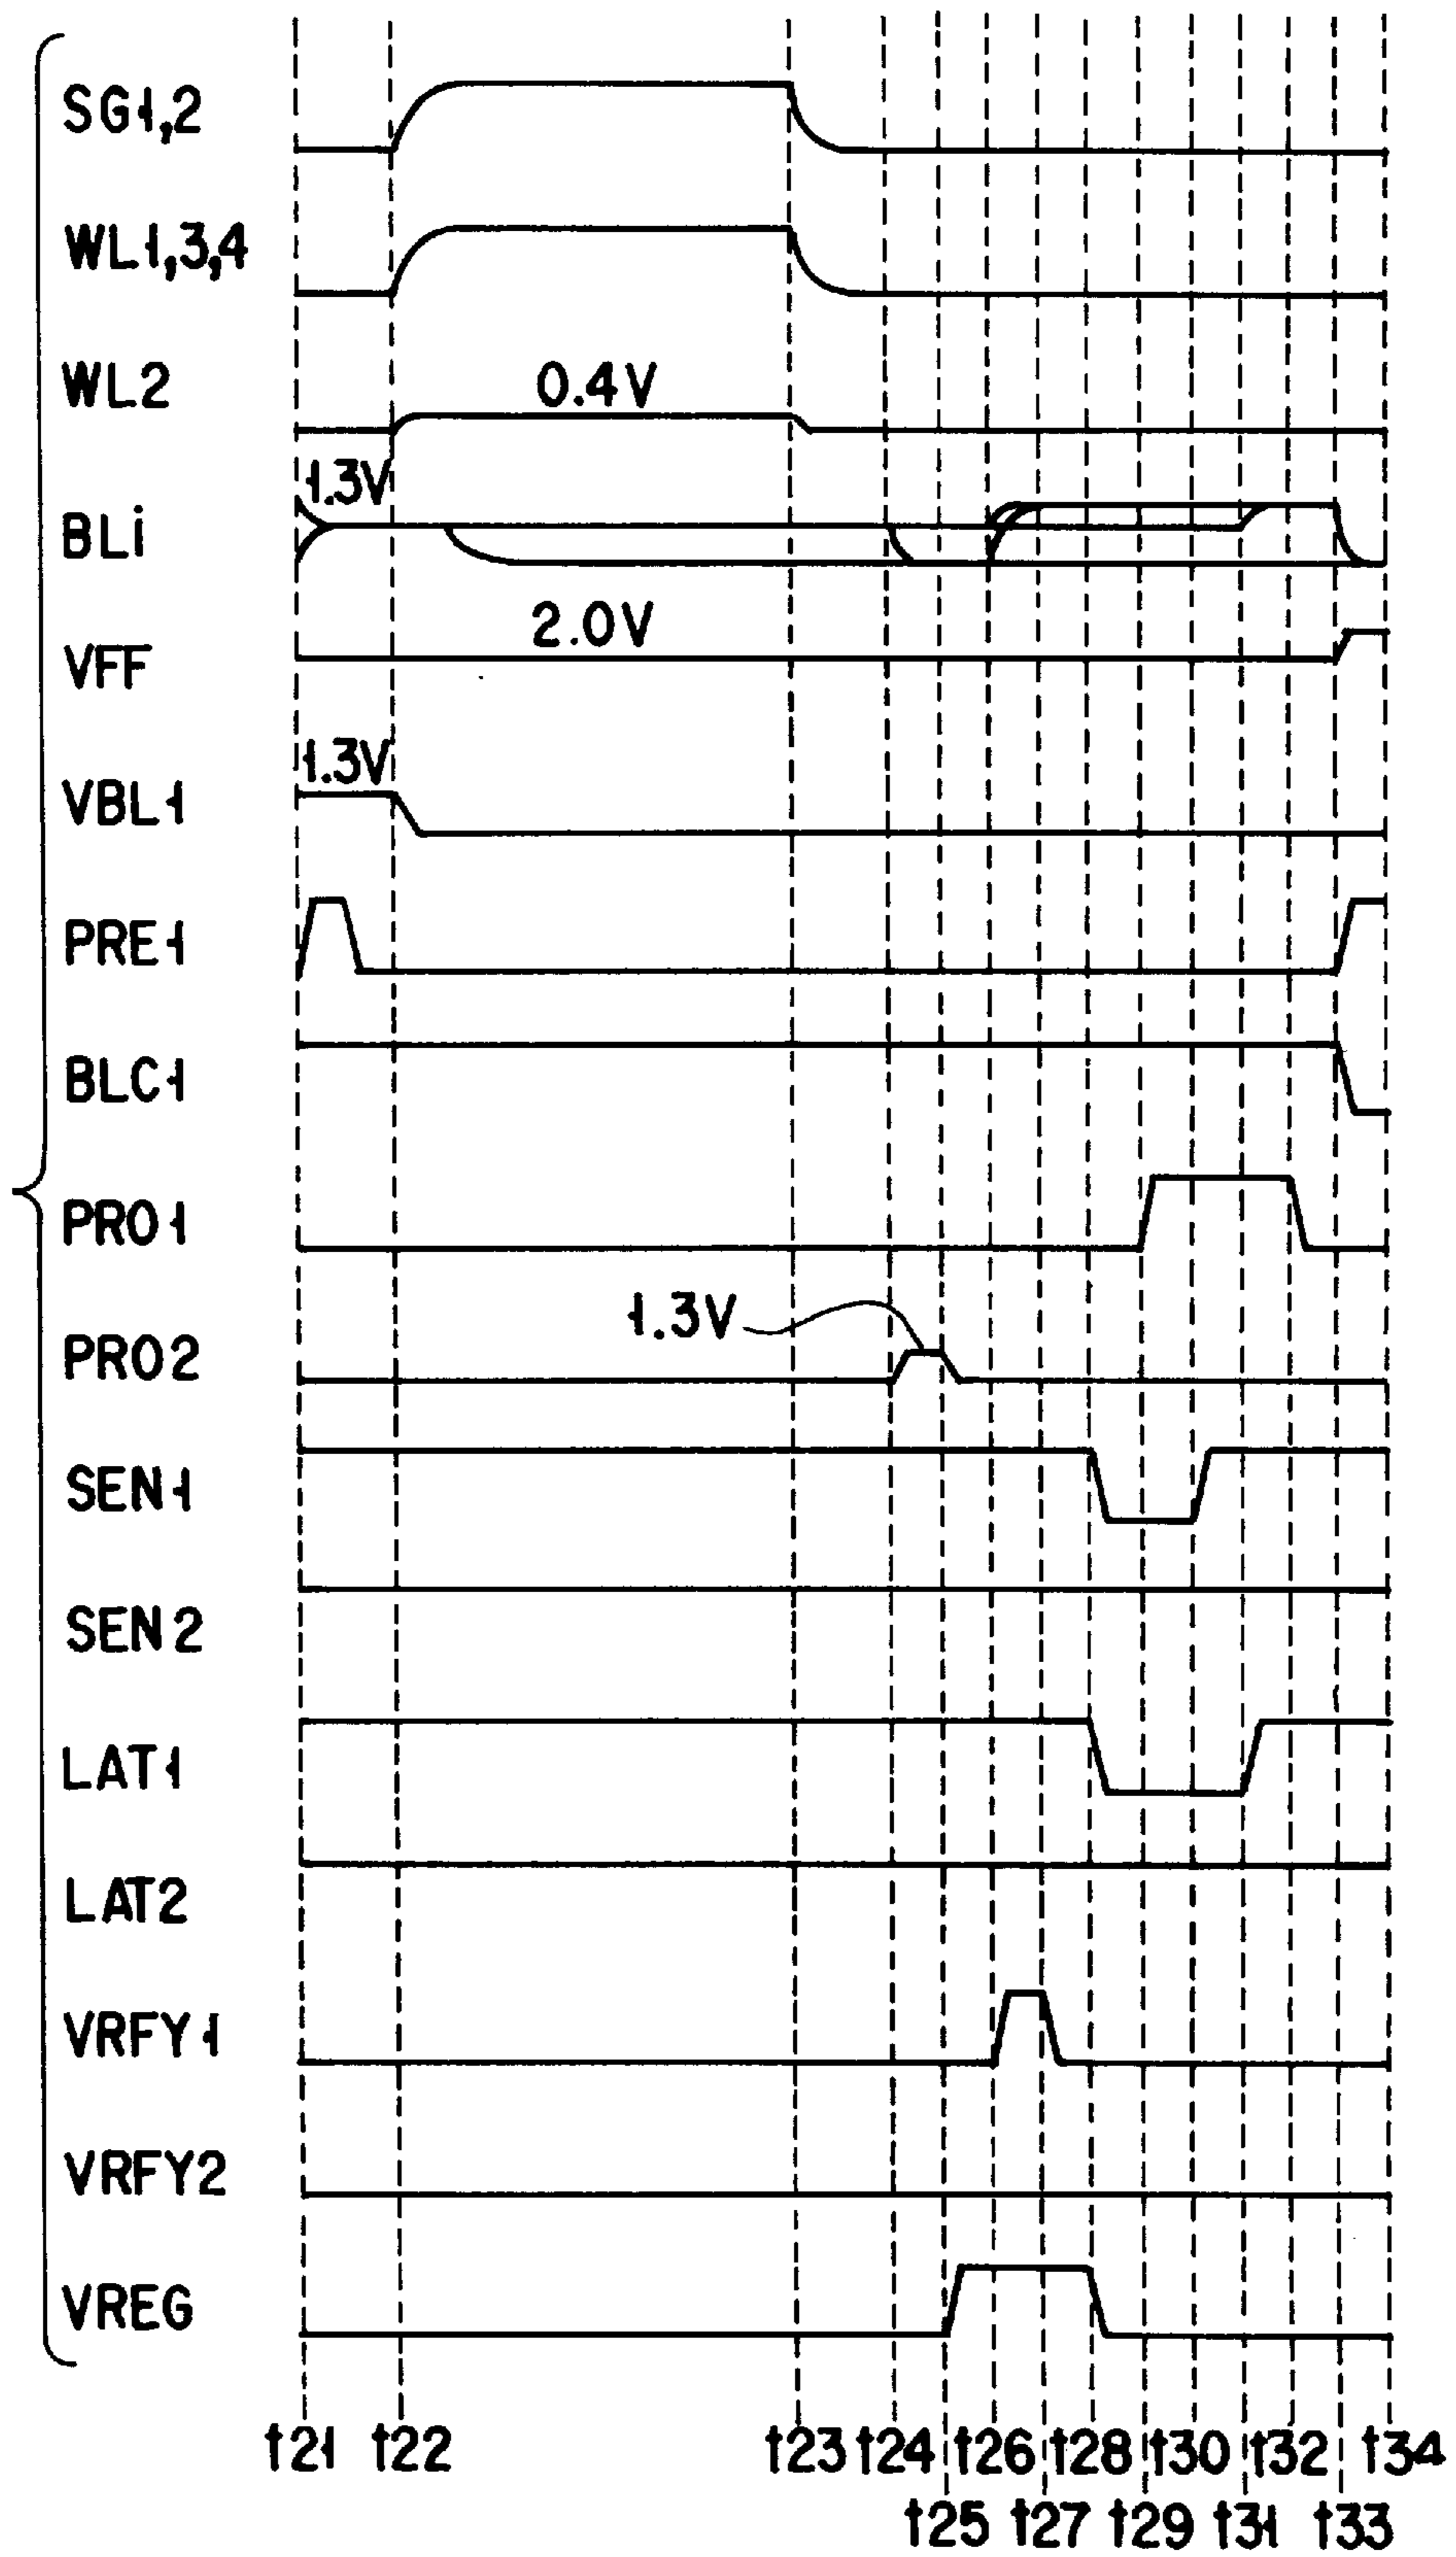 SG1,2
WL1,3,4
WL2
0.4V
1.3V
BLi
2.0V
VFF
1.3V
VBL1
PRE1
BLC1
PRO1
1.3V
PRO2
SEN1
SEN2
LAT1
LAT2
VRFY1
VRFY2
VREG
t21 t22 t23 t24 t26 t28 t30 t32 t34
t25 t27 t29 t31 t33